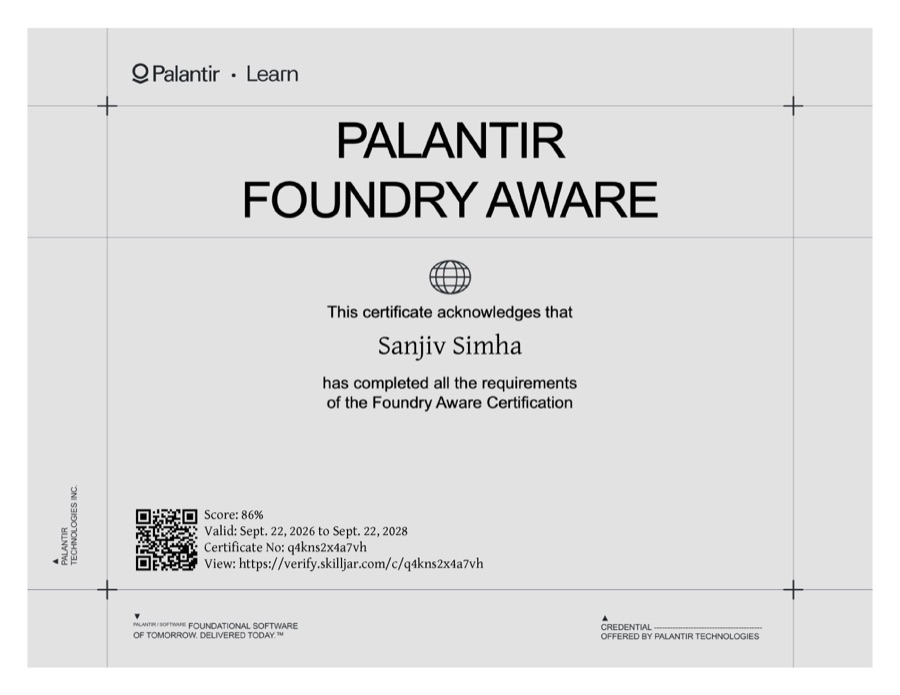 Palantir · Learn
PALANTIR
FOUNDRY AWARE
This certificate acknowledges that
Sanjiv Simha
has completed all the requirements
of the Foundry Aware Certification
PALANTIR
TECHNOLOGIES INC.
Score: 86%
Valid: Sept. 22, 2026 to Sept. 22, 2028
Certificate No: q4kns2x4a7vh
View: https://verify.skilljar.com/c/q4kns2x4a7vh
PALANTIR / SOFTWARE FOUNDATIONAL SOFTWARE
OF TOMORROW. DELIVERED TODAY.™
CREDENTIAL
OFFERED BY PALANTIR TECHNOLOGIES